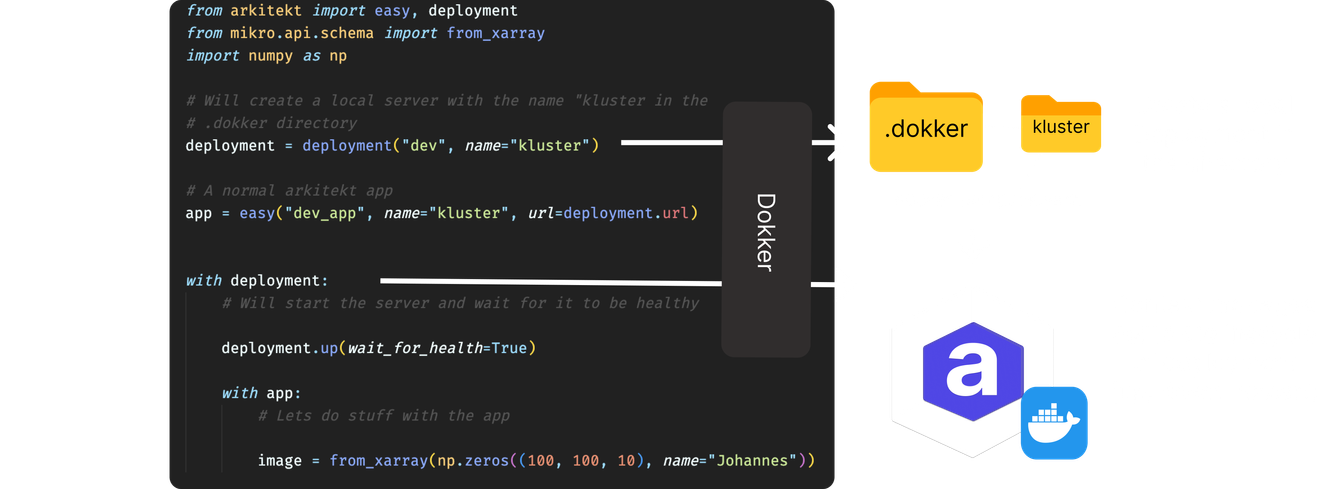 from arkitekt import easy, deployment
from mikro.api.schema import from_xarray
import numpy as np
# Will create a local server with the name "kluster in the
# .dokker directory
deployment = deployment("dev", name="kluster")
# A normal arkitekt app
app = easy("dev_app", name="kluster", url=deployment.url)
with deployment:
# Will start the server and wait for it to be healthy
deployment.up(wait_for_health=True)
with app:
# Lets do stuff with the app
image = from_xarray(np.zeros((100, 100, 10), name="Johannes"))
Dokker
.dokker
kluster
a